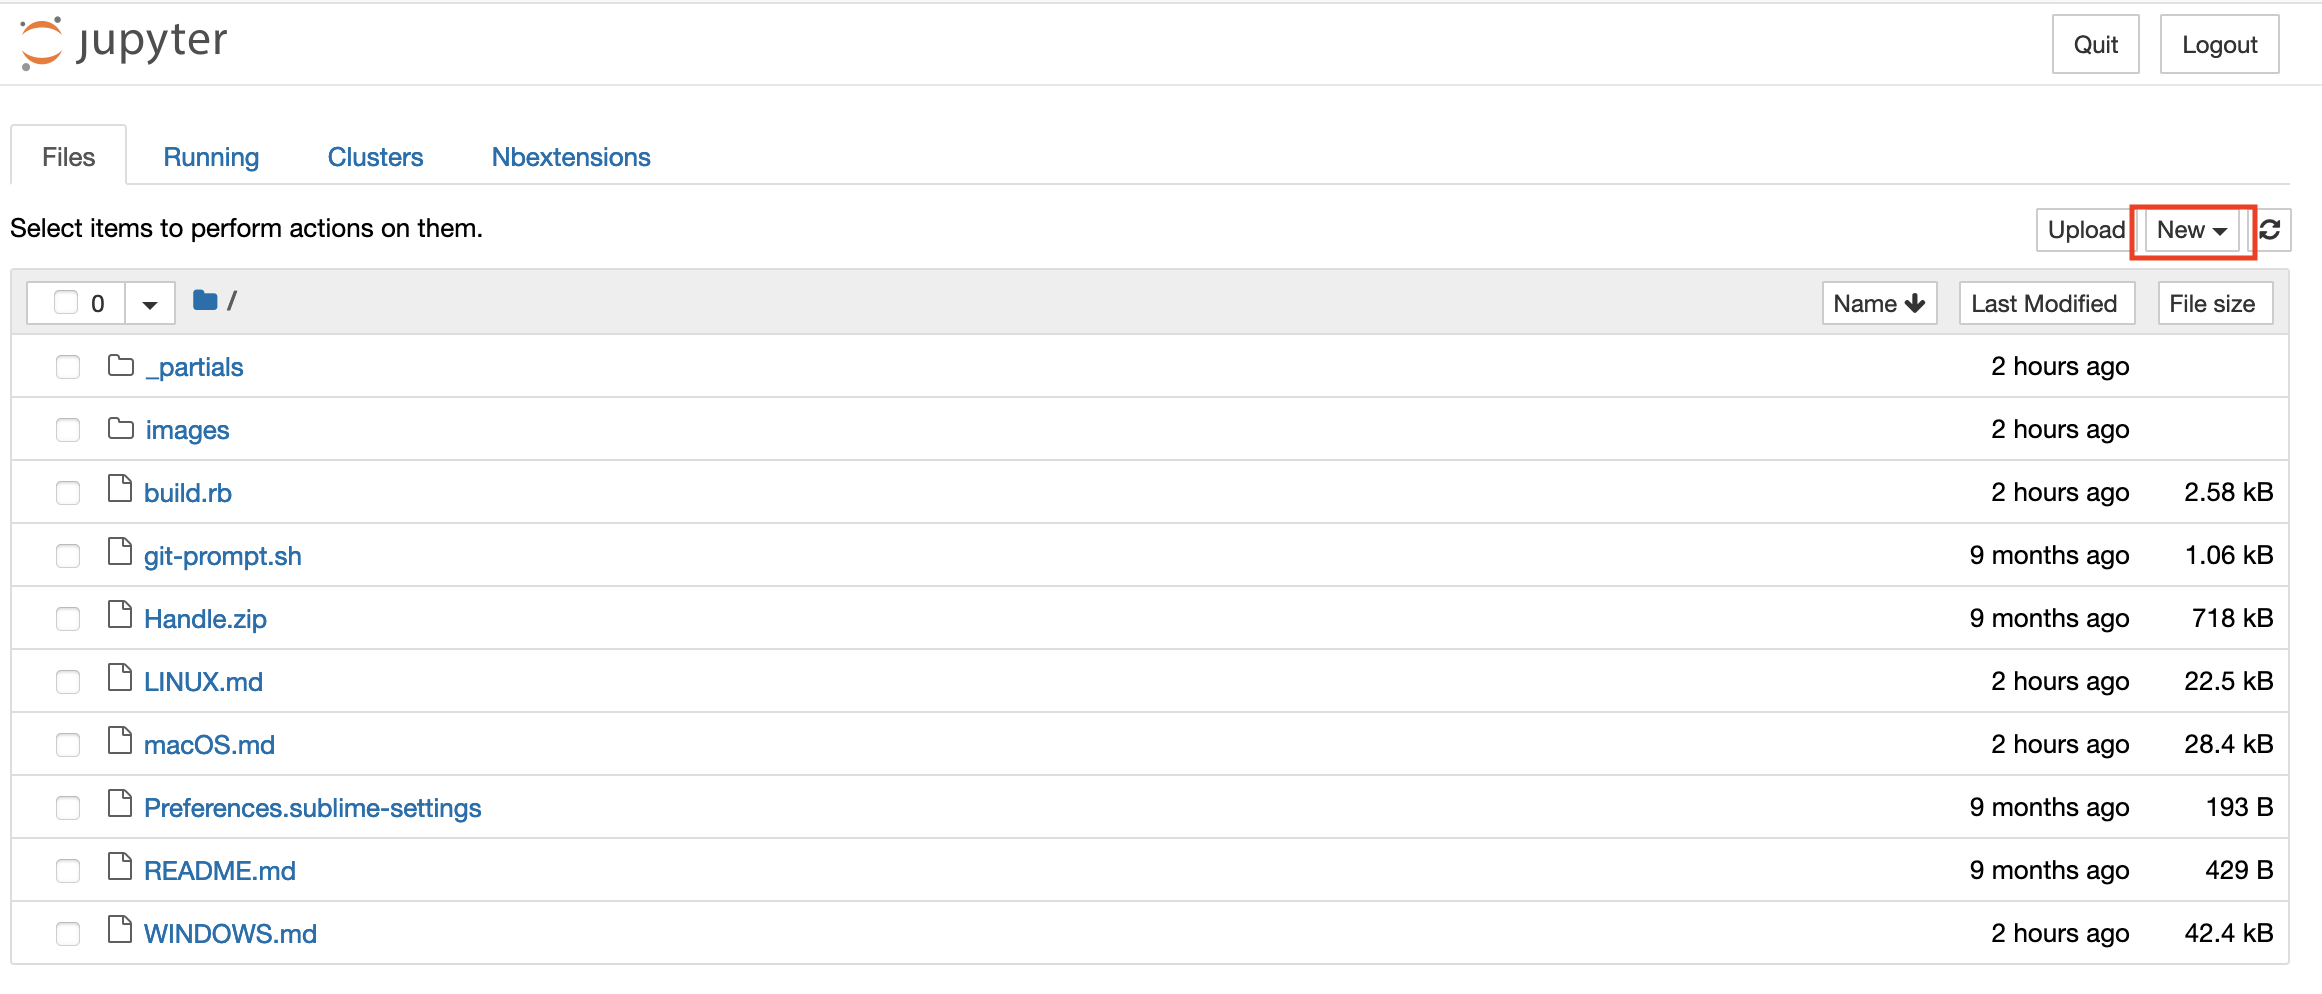 jupyter Quit Logout
Files Running Clusters Nbextensions
Select items to perform actions on them. Upload New
0 / Name Last Modified File size
_partials 2 hours ago
images 2 hours ago
build.rb 2 hours ago 2.58 kB
git-prompt.sh 9 months ago 1.06 kB
Handle.zip 9 months ago 718 kB
LINUX.md 2 hours ago 22.5 kB
macOS.md 2 hours ago 28.4 kB
Preferences.sublime-settings 9 months ago 193 B
README.md 9 months ago 429 B
WINDOWS.md 2 hours ago 42.4 kB